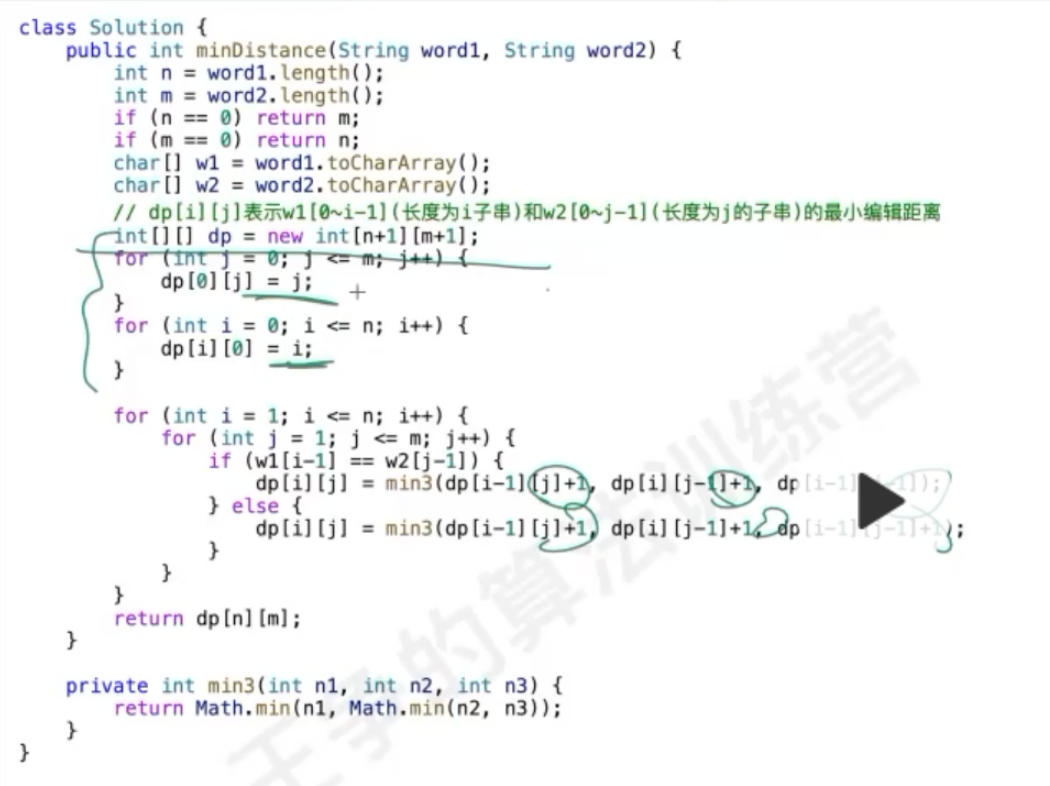 class Solution {
public int minDistance(String word1, String word2) {
int n = word1.length();
int m = word2.length();
if (n == 0) return m;
if (m == 0) return n;
char[] w1 = word1.toCharArray();
char[] w2 = word2.toCharArray();
// dp[i][j]表示w1[0~i-1](长度为i子串)和w2[0~j-1](长度为j的子串)的最小编辑距离
int[][] dp = new int[n+1][m+1];
for (int j = 0; j <= m; j++) {
dp[0][j] = j;
}
for (int i = 0; i <= n; i++) {
dp[i][0] = i;
}
for (int i = 1; i <= n; i++) {
for (int j = 1; j <= m; j++) {
if (w1[i-1] == w2[j-1]) {
dp[i][j] = min3(dp[i-1][j]+1, dp[i][j-1]+1, dp[i-1][j-1]);
} else {
dp[i][j] = min3(dp[i-1][j]+1, dp[i][j-1]+1, dp[i-1][j-1]+1);
}
}
}
return dp[n][m];
}
private int min3(int n1, int n2, int n3) {
return Math.min(n1, Math.min(n2, n3));
}
}
王争的算法训练营